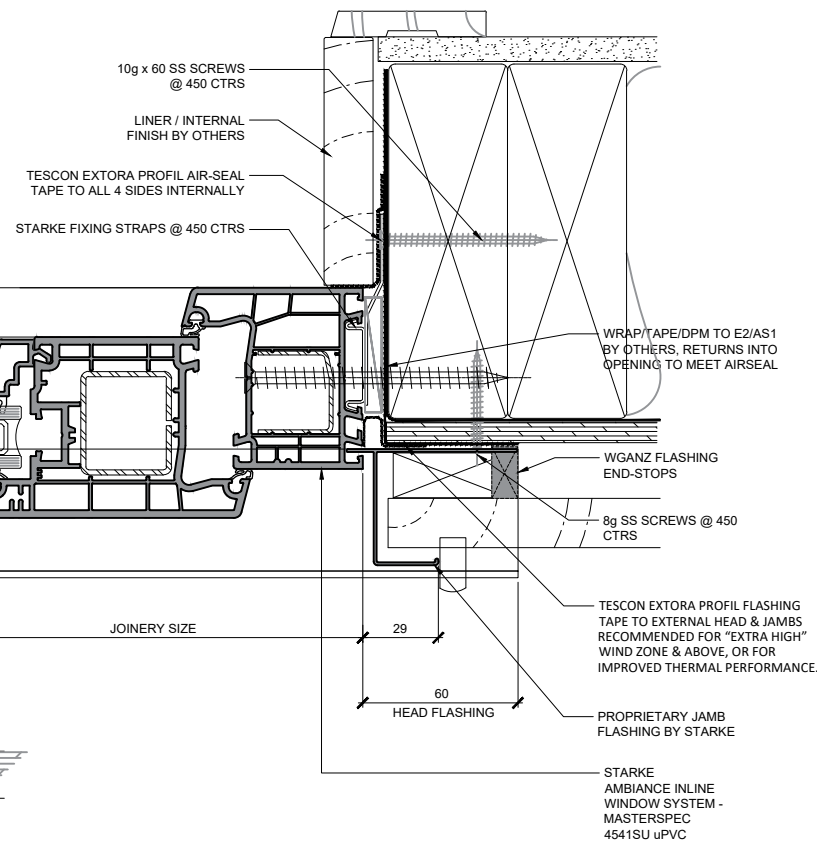 10g x 60 SS SCREWS
@ 450 CTRS
LINER / INTERNAL
FINISH BY OTHERS
TESCON EXTORA PROFIL AIR-SEAL
TAPE TO ALL 4 SIDES INTERNALLY
STARKE FIXING STRAPS @ 450 CTRS
WRAP/TAPE/DPM TO E2/AS1
BY OTHERS, RETURNS INTO
OPENING TO MEET AIRSEAL
WGANZ FLASHING
END-STOPS
8g SS SCREWS @ 450
CTRS
TESCON EXTORA PROFIL FLASHING
TAPE TO EXTERNAL HEAD & JAMBS
RECOMMENDED FOR “EXTRA HIGH”
WIND ZONE & ABOVE, OR FOR
IMPROVED THERMAL PERFORMANCE.
JOINERY SIZE
29
60
HEAD FLASHING
PROPRIETARY JAMB
FLASHING BY STARKE
STARKE
AMBIANCE INLINE
WINDOW SYSTEM -
MASTERSPEC
4541SU uPVC